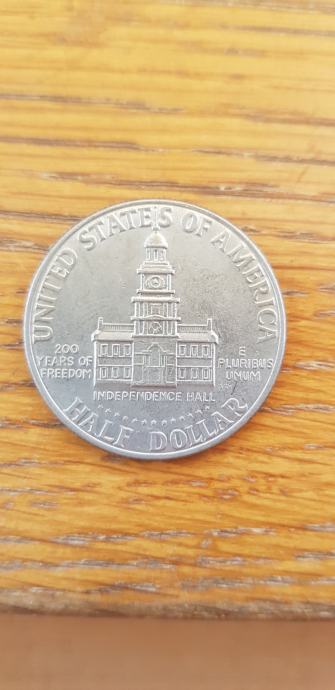 UNITED STATES OF AMERICA
200
YEARS OF
FREEDOM
E
PLURIBUS
UNUM
INDEPENDENCE HALL
HALF DOLLAR